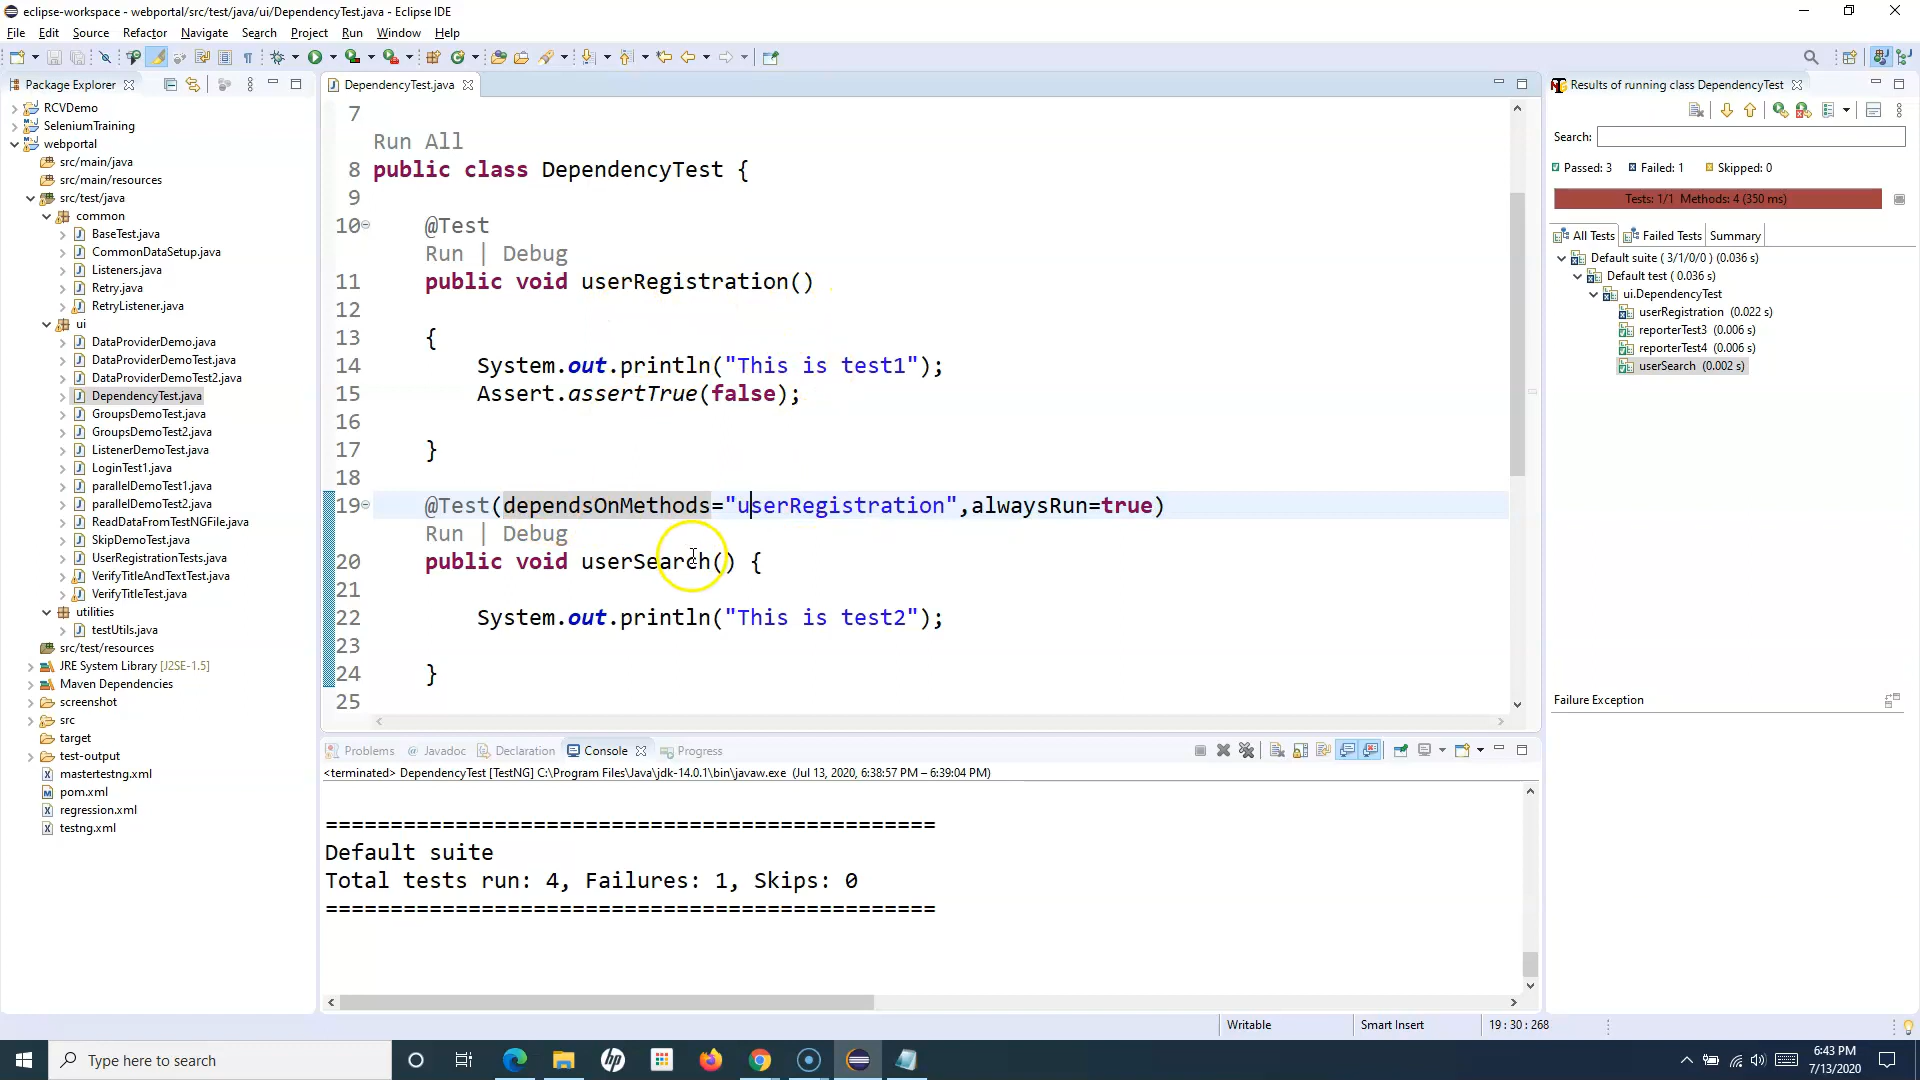 eclipse-workspace - webportal/src/test/java/ui/DependencyTest.java - Eclipse IDE
File Edit Source Refactor Navigate Search Project Run Window Help
Package Explorer
RCVDemo
SeleniumTraining
webportal
src/main/java
src/main/resources
src/test/java
common
BaseTest.java
CommonDataSetup.java
Listeners.java
Retry.java
RetryListener.java
ui
DataProviderDemo.java
DataProviderDemoTest.java
DataProviderDemoTest2.java
DependencyTest.java
GroupsDemoTest.java
GroupsDemoTest2.java
ListenerDemoTest.java
LoginTest1.java
parallelDemoTest1.java
parallelDemoTest2.java
ReadDataFromTestNGFile.java
SkipDemoTest.java
UserRegistrationTests.java
VerifyTitleAndTextTest.java
VerifyTitleTest.java
utilities
testUtils.java
src/test/resources
JRE System Library [J2SE-1.5]
Maven Dependencies
screenshot
src
target
test-output
mastertestng.xml
pom.xml
regression.xml
testng.xml
DependencyTest.java
7
Run All
8 public class DependencyTest {
9
10 @Test
Run | Debug
11 public void userRegistration()
12
13 {
14 System.out.println("This is test1");
15 Assert.assertTrue(false);
16
17 }
18
19 @Test(dependsOnMethods="userRegistration",alwaysRun=true)
Run | Debug
20 public void userSearch() {
21
22 System.out.println("This is test2");
23
24 }
25
Problems @ Javadoc Declaration Console Progress
<terminated> DependencyTest [TestNG] C:\Program Files\Java\jdk-14.0.1\bin\javaw.exe (Jul 13, 2020, 6:38:57 PM – 6:39:04 PM)
===============================================
Default suite
Total tests run: 4, Failures: 1, Skips: 0
===============================================
Results of running class DependencyTest
Search:
Passed: 3 Failed: 1 Skipped: 0
Tests: 1/1 Methods: 4 (350 ms)
All Tests Failed Tests Summary
Default suite ( 3/1/0/0 ) (0.036 s)
Default test ( 0.036 s)
ui.DependencyTest
userRegistration (0.022 s)
reporterTest3 (0.006 s)
reporterTest4 (0.006 s)
userSearch (0.002 s)
Failure Exception
Writable Smart Insert 19 : 30 : 268
Type here to search
6:43 PM
7/13/2020